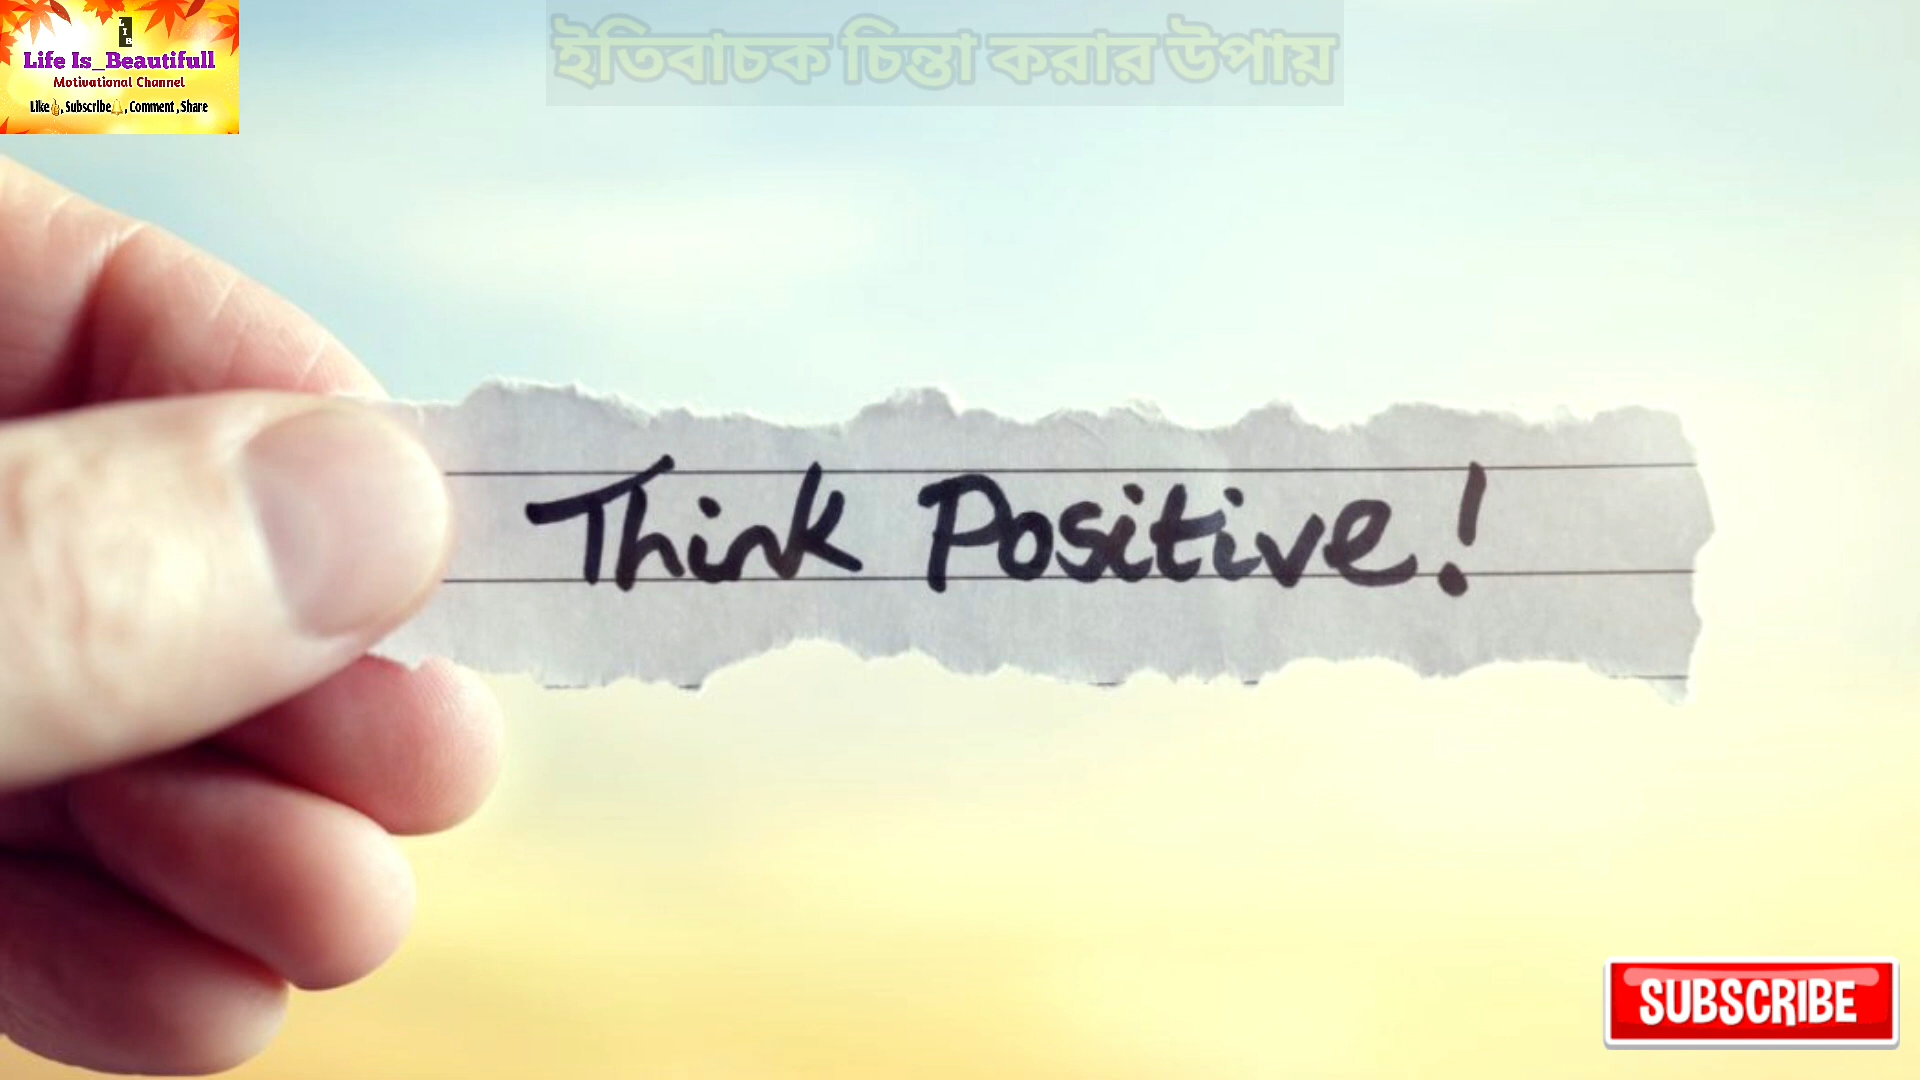 L
I
B
Life Is_Beautifull
Motivational Channel
Like👍, Subscribe🔔, Comment, Share
ইতিবাচক চিন্তা করার উপায়
Think Positive!
SUBSCRIBE